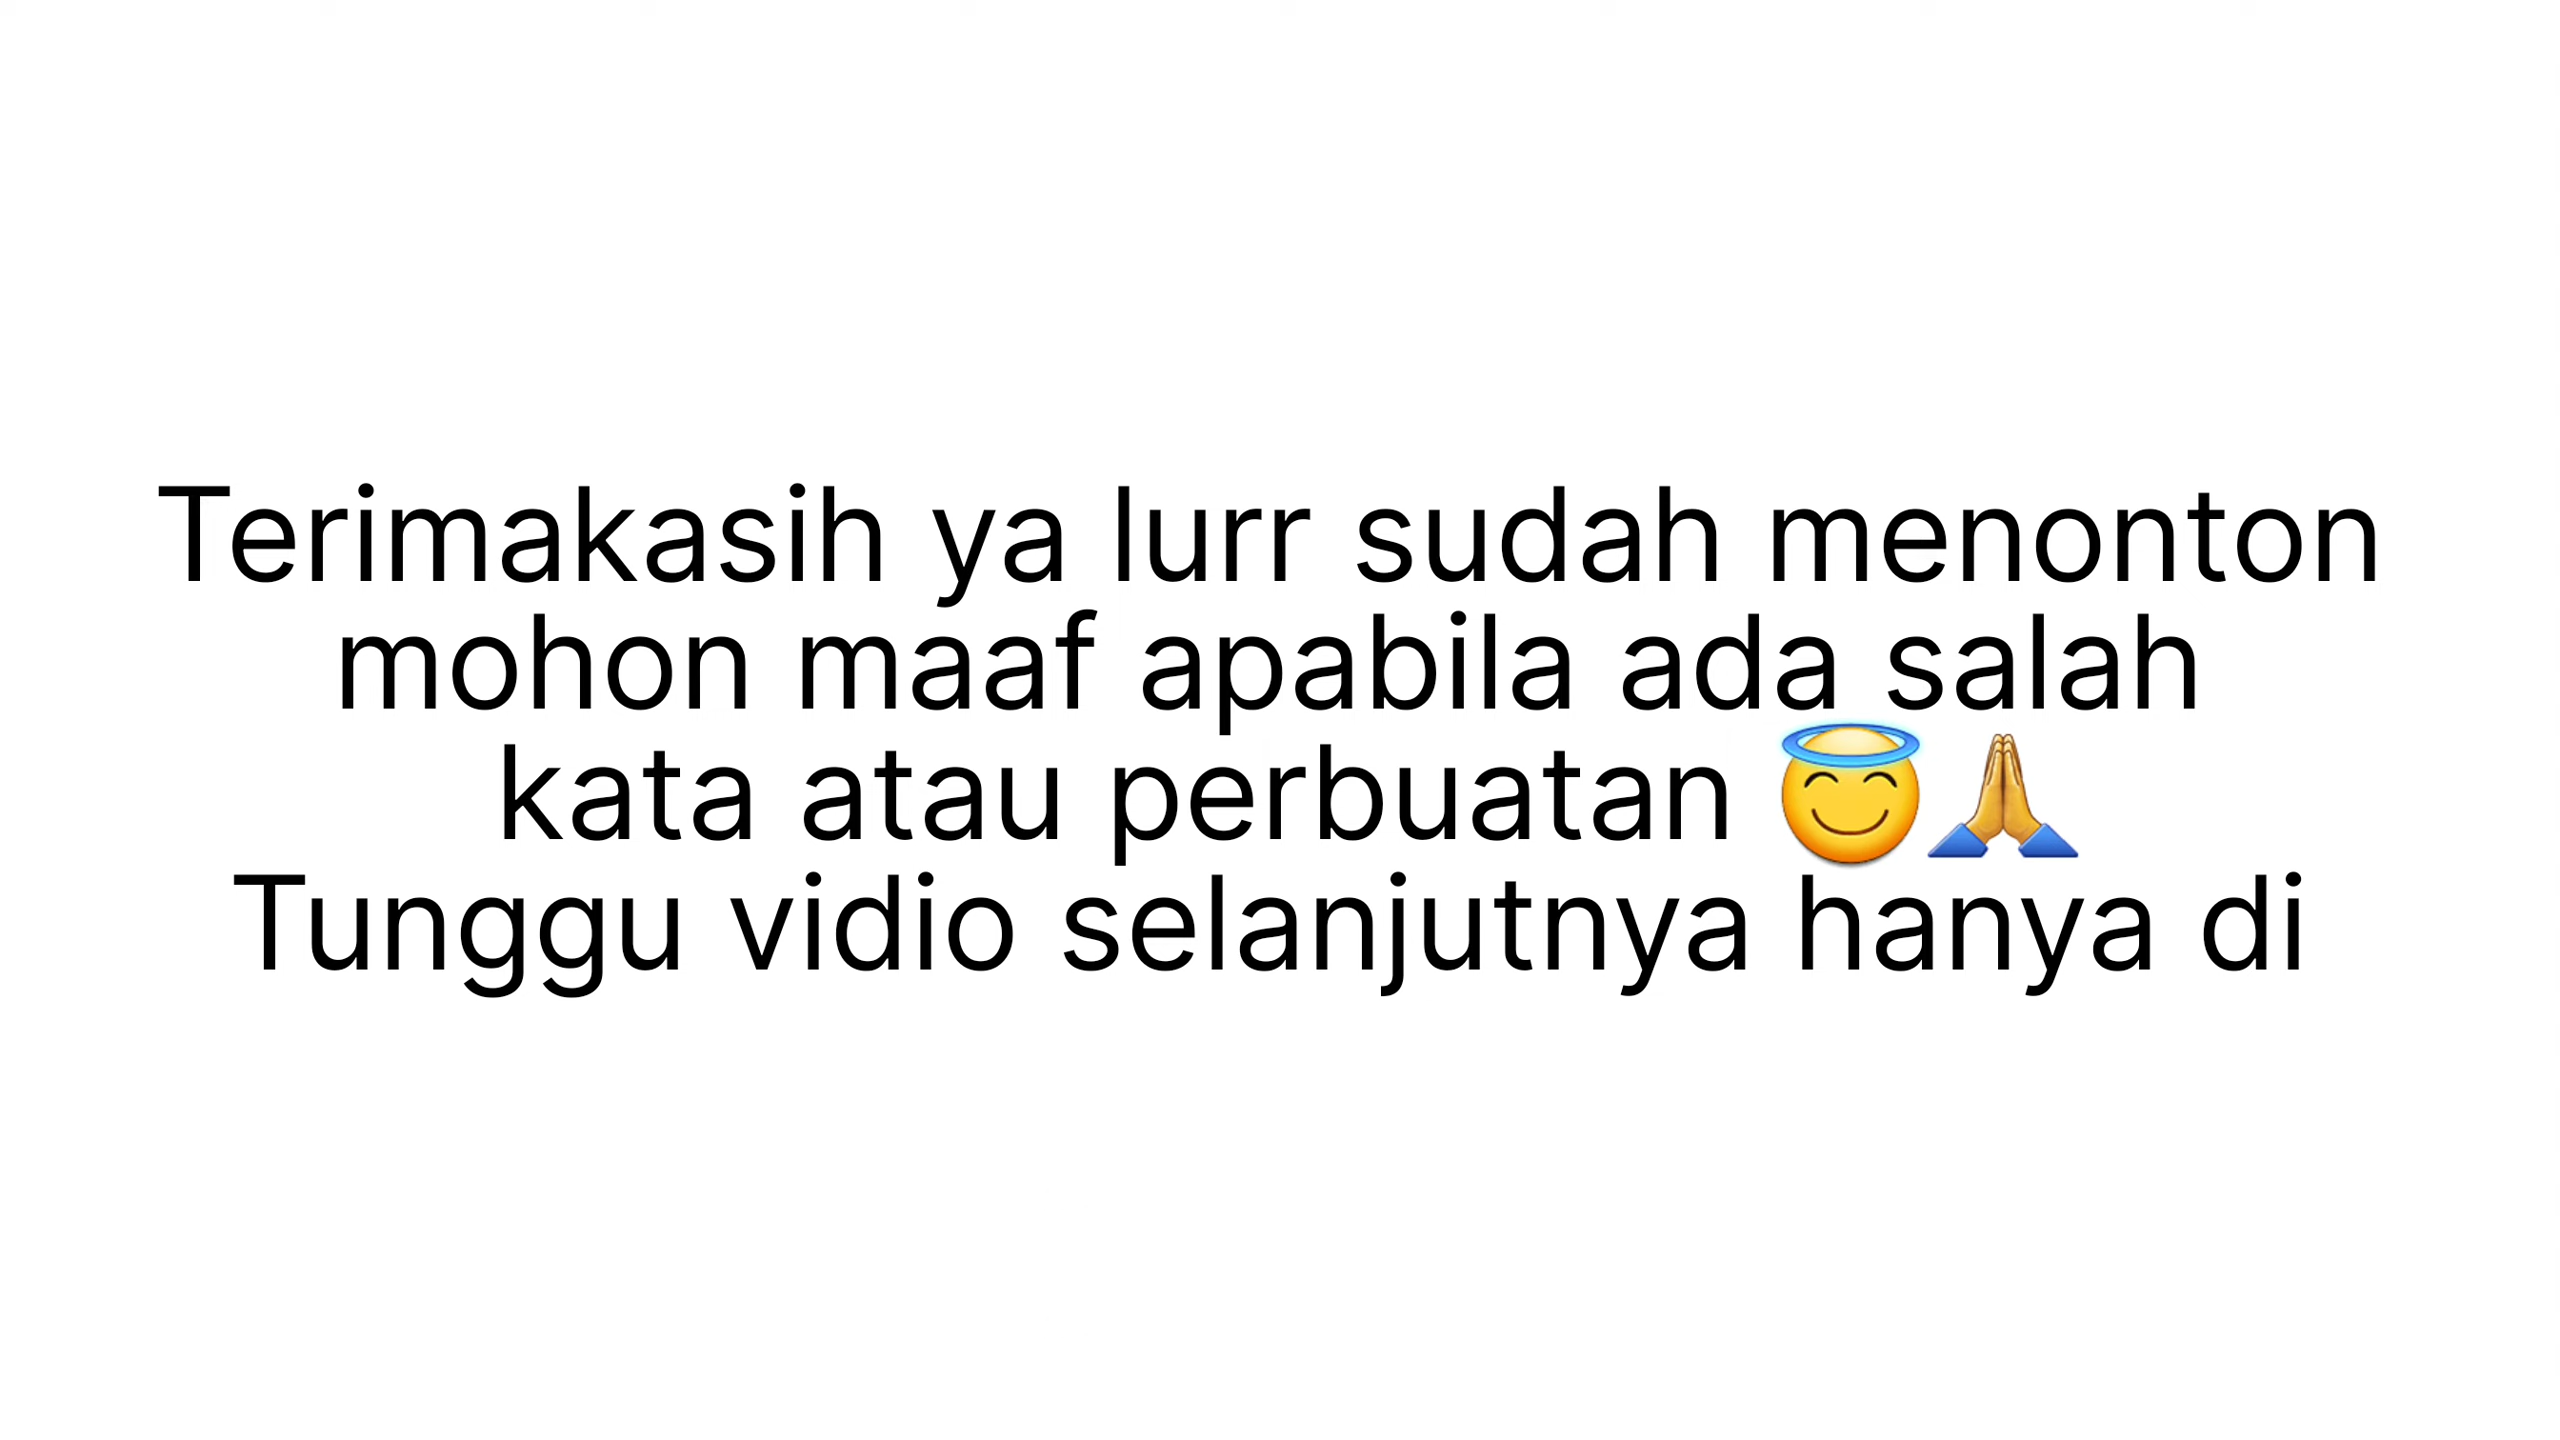 Terimakasih ya lurr sudah menonton
mohon maaf apabila ada salah
kata atau perbuatan 😇🙏
Tunggu vidio selanjutnya hanya di